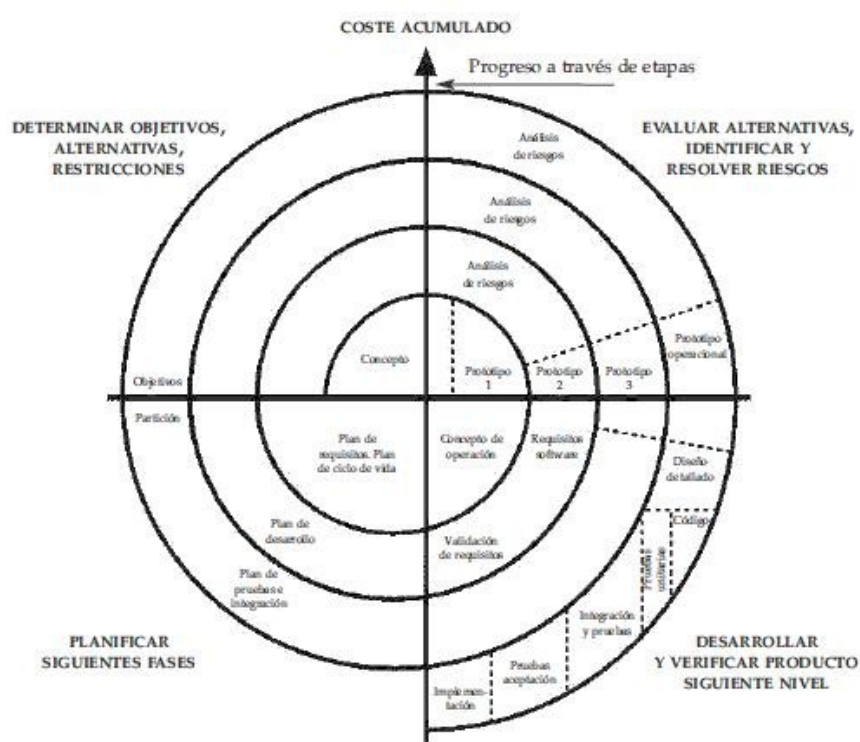 COSTE ACUMULADO
Progreso a través de etapas
DETERMINAR OBJETIVOS,
ALTERNATIVAS,
RESTRICCIONES
EVALUAR ALTERNATIVAS,
IDENTIFICAR Y
RESOLVER RIESGOS
Análisis
de riesgos
Análisis
de riesgos
Análisis
de riesgos
Concepto
Prototipo
1
Prototipo
2
Prototipo
3
Prototipo
operacional
Objetivos
Partición
Plan de
requisitos. Plan
de ciclo de vida
Concepto de
operación
Requisitos
software
Diseño
detallado
Código
Pruebas
unitarias
Plan de
desarrollo
Validación
de requisitos
Plan de
pruebas e
integración
Integración
y pruebas
Pruebas
aceptación
Implemen-
tación
PLANIFICAR
SIGUIENTES FASES
DESARROLLAR
Y VERIFICAR PRODUCTO
SIGUIENTE NIVEL